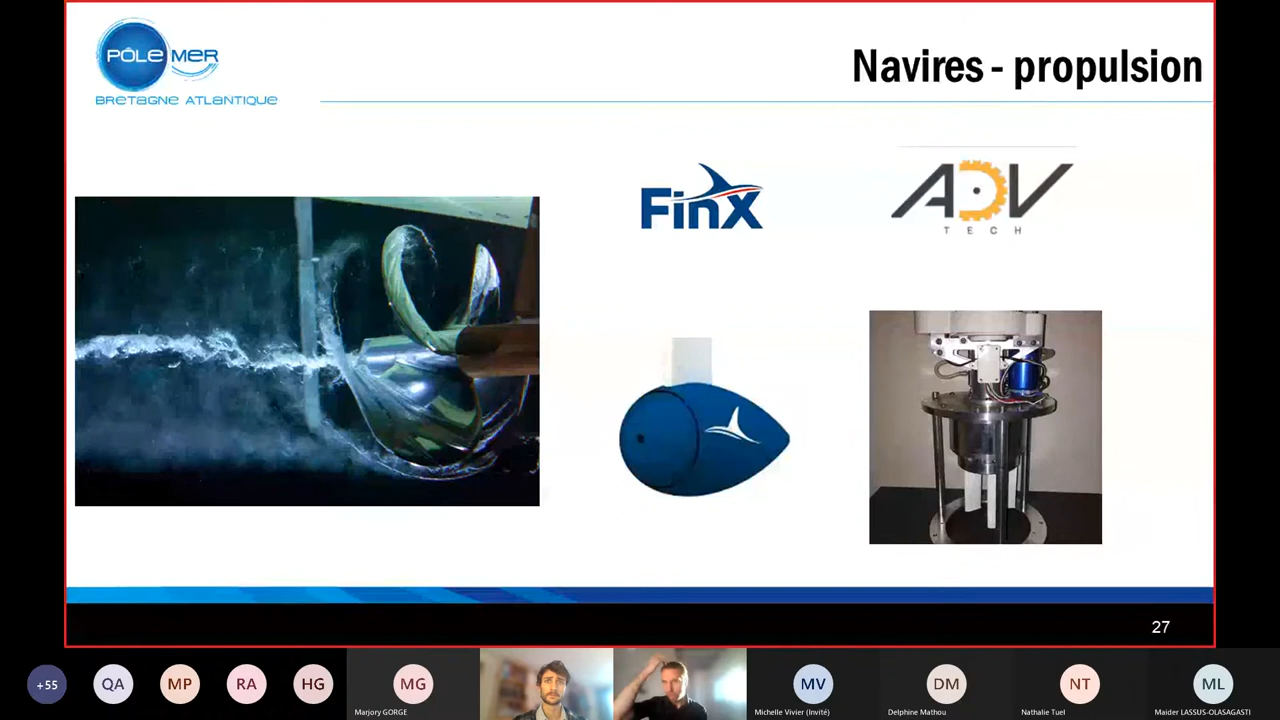 PÔLE MER
BRETAGNE ATLANTIQUE
Navires - propulsion
FinX
ADV
TECH
27
+55
QA
MP
RA
HG
MG
Marjory GORGE
MV
Michelle Vivier (Invité)
DM
Delphine Mathou
NT
Nathalie Tuel
ML
Maider LASSUS-OLASAGASTI